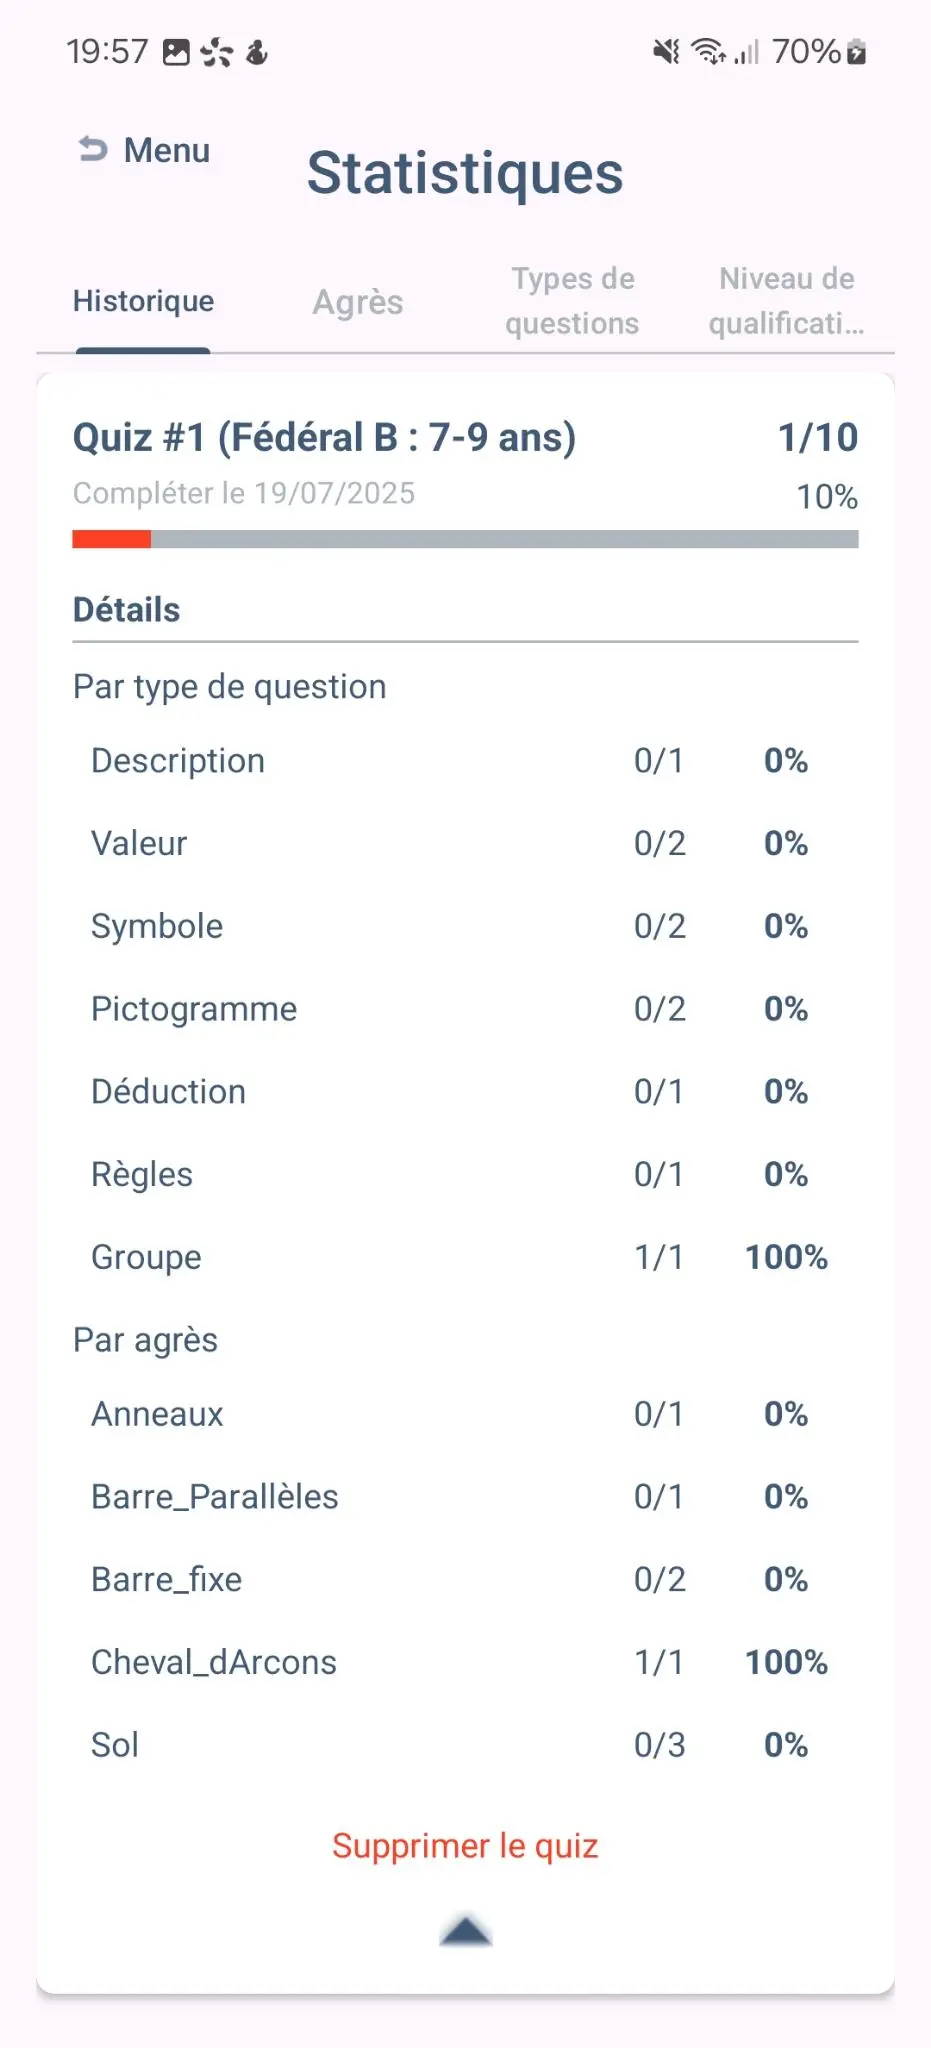 19:57 70%
Menu
Statistiques
Historique
Agrès
Types de
questions
Niveau de
qualificati...
Quiz #1 (Fédéral B : 7-9 ans) 1/10
Compléter le 19/07/2025 10%
Détails
Par type de question
Description 0/1 0%
Valeur 0/2 0%
Symbole 0/2 0%
Pictogramme 0/2 0%
Déduction 0/1 0%
Règles 0/1 0%
Groupe 1/1 100%
Par agrès
Anneaux 0/1 0%
Barre_Parallèles 0/1 0%
Barre_fixe 0/2 0%
Cheval_dArcons 1/1 100%
Sol 0/3 0%
Supprimer le quiz